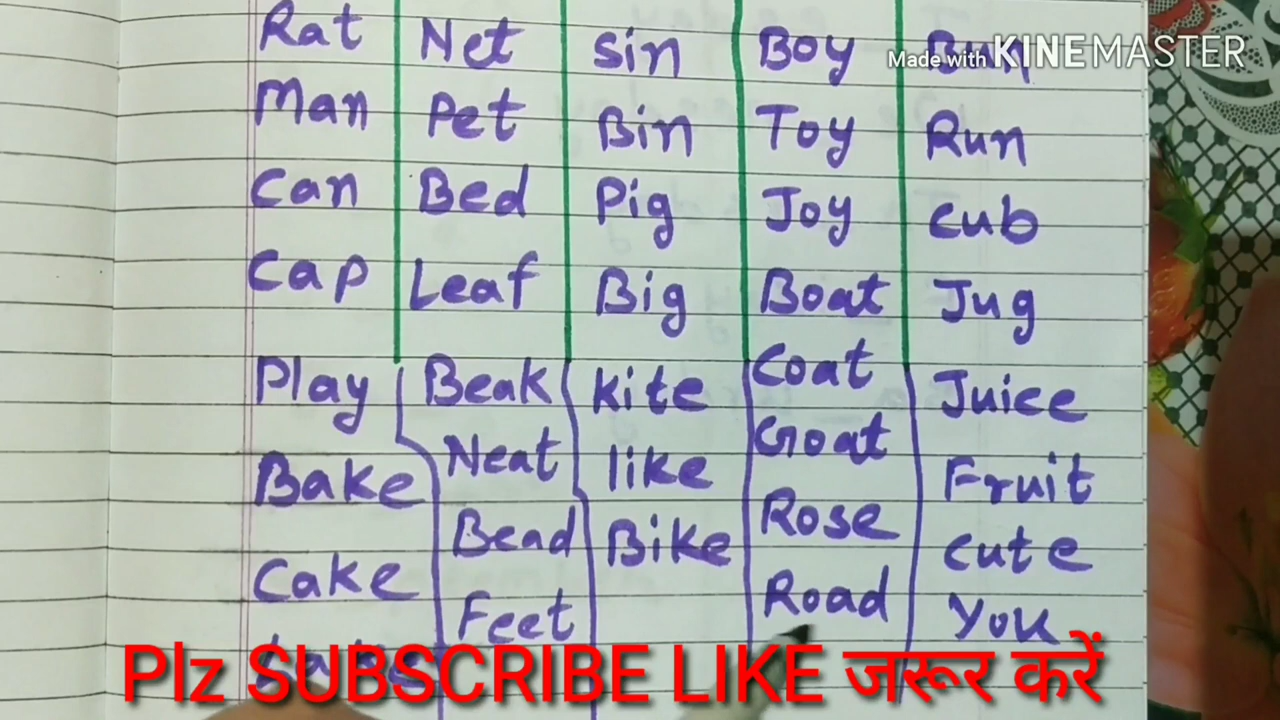 Rat Net Sin Boy Bun
Made with KINEMASTER
Man Pet Bin Toy Run
Can Bed Pig Joy Cub
Cap Leaf Big Boat Jug
Play Beak Kite Coat Juice
Bake Neat like Goat Fruit
Cake Bead Bike Rose Cute
Feet Road You
Plz SUBSCRIBE LIKE जरूर करें